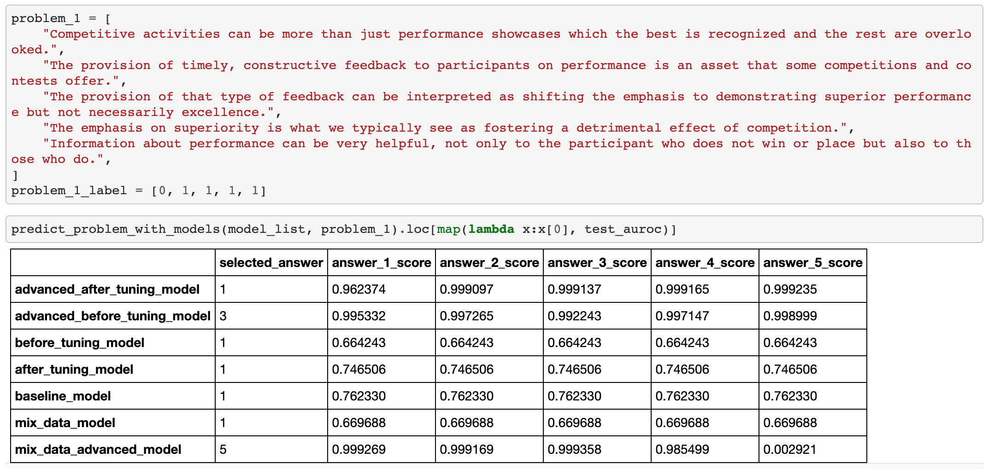 problem_1 = [
    "Competitive activities can be more than just performance showcases which the best is recognized and the rest are overlo
oked.",
    "The provision of timely, constructive feedback to participants on performance is an asset that some competitions and co
ntests offer.",
    "The provision of that type of feedback can be interpreted as shifting the emphasis to demonstrating superior performanc
e but not necessarily excellence.",
    "The emphasis on superiority is what we typically see as fostering a detrimental effect of competition.",
    "Information about performance can be very helpful, not only to the participant who does not win or place but also to th
ose who do.",
]
problem_1_label = [0, 1, 1, 1, 1]
predict_problem_with_models(model_list, problem_1).loc[map(lambda x:x[0], test_auroc)]
selected_answer answer_1_score answer_2_score answer_3_score answer_4_score answer_5_score
advanced_after_tuning_model 1 0.962374 0.999097 0.999137 0.999165 0.999235
advanced_before_tuning_model 3 0.995332 0.997265 0.992243 0.997147 0.998999
before_tuning_model 1 0.664243 0.664243 0.664243 0.664243 0.664243
after_tuning_model 1 0.746506 0.746506 0.746506 0.746506 0.746506
baseline_model 1 0.762330 0.762330 0.762330 0.762330 0.762330
mix_data_model 1 0.669688 0.669688 0.669688 0.669688 0.669688
mix_data_advanced_model 5 0.999269 0.999169 0.999358 0.985499 0.002921